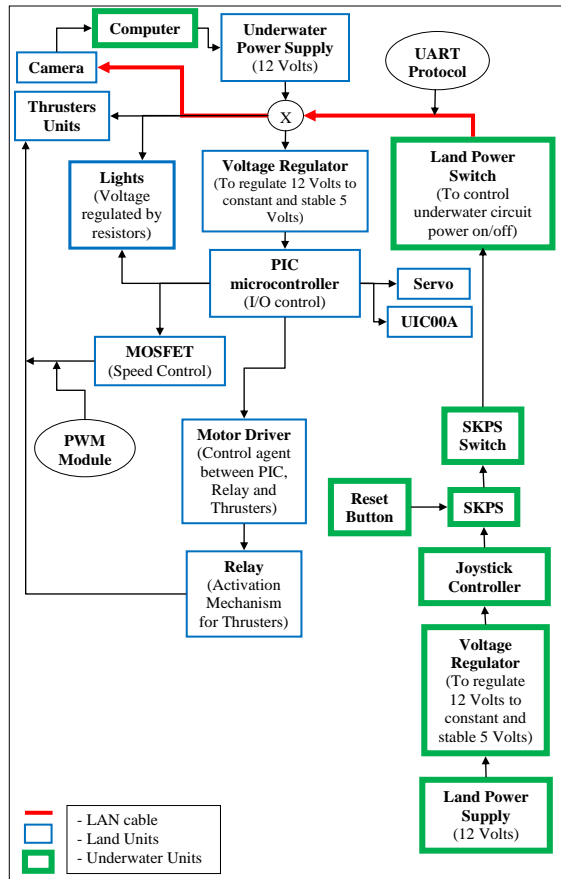 Computer
Camera
Underwater
Power Supply
(12 Volts)
UART
Protocol
Thrusters
Units
X
Lights
(Voltage
regulated by
resistors)
Voltage Regulator
(To regulate 12 Volts to
constant and stable 5
Volts)
Land Power
Switch
(To control
underwater circuit
power on/off)
PIC
microcontroller
(I/O control)
Servo
UIC00A
MOSFET
(Speed Control)
PWM
Module
Motor Driver
(Control agent
between PIC,
Relay and
Thrusters)
SKPS
Switch
Reset
Button
SKPS
Relay
(Activation
Mechanism
for Thrusters)
Joystick
Controller
Voltage
Regulator
(To regulate
12 Volts to
constant and
stable 5 Volts)
Land Power
Supply
(12 Volts)
- LAN cable
- Land Units
- Underwater Units